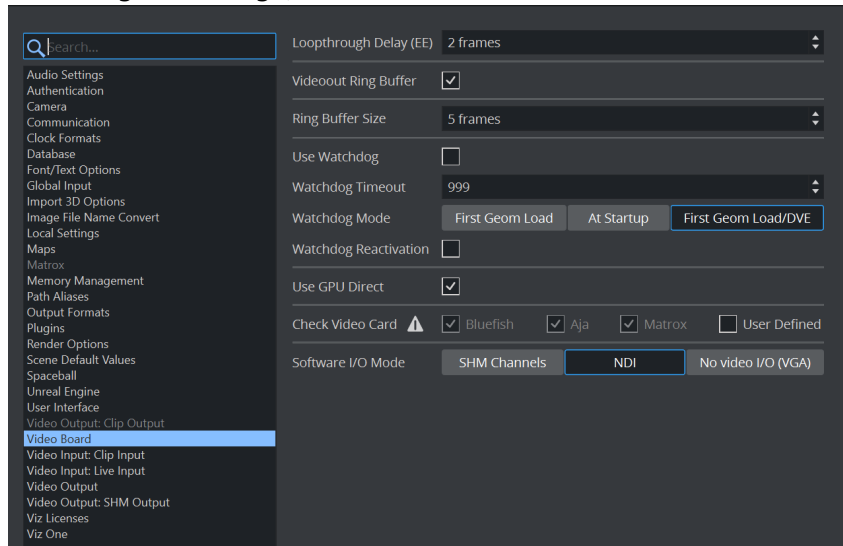 Search...
Audio Settings
Authentication
Camera
Communication
Clock Formats
Database
Font/Text Options
Global Input
Import 3D Options
Image File Name Convert
Local Settings
Maps
Matrox
Memory Management
Path Aliases
Output Formats
Plugins
Render Options
Scene Default Values
Spaceball
Unreal Engine
User Interface
Video Output: Clip Output
Video Board
Video Input: Clip Input
Video Input: Live Input
Video Output
Video Output: SHM Output
Viz Licenses
Viz One
Loopthrough Delay (EE) 2 frames
Videoout Ring Buffer
Ring Buffer Size 5 frames
Use Watchdog
Watchdog Timeout 999
Watchdog Mode First Geom Load At Startup First Geom Load/DVE
Watchdog Reactivation
Use GPU Direct
Check Video Card Bluefish Aja Matrox User Defined
Software I/O Mode SHM Channels NDI No video I/O (VGA)